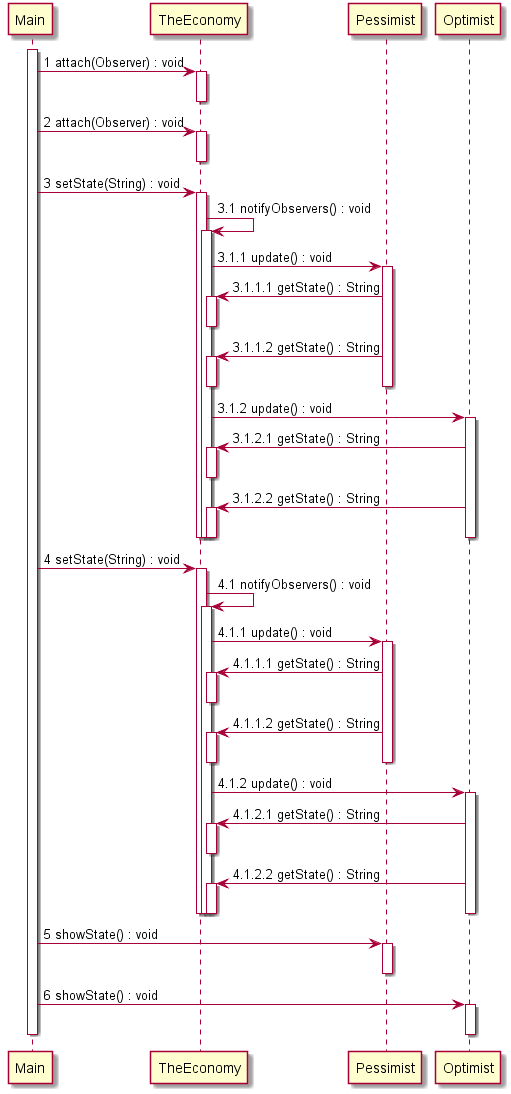 Main TheEconomy Pessimist Optimist
1 attach(Observer) : void
2 attach(Observer) : void
3 setState(String) : void
3.1 notifyObservers() : void
3.1.1 update() : void
3.1.1.1 getState() : String
3.1.1.2 getState() : String
3.1.2 update() : void
3.1.2.1 getState() : String
3.1.2.2 getState() : String
4 setState(String) : void
4.1 notifyObservers() : void
4.1.1 update() : void
4.1.1.1 getState() : String
4.1.1.2 getState() : String
4.1.2 update() : void
4.1.2.1 getState() : String
4.1.2.2 getState() : String
5 showState() : void
6 showState() : void
Main TheEconomy Pessimist Optimist